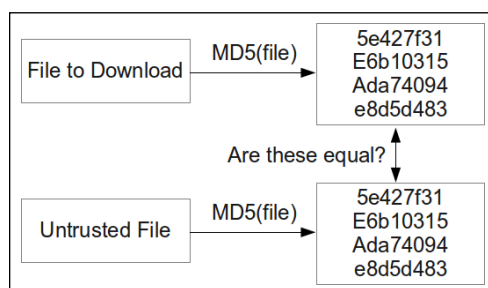 File to Download
MD5(file)
5e427f31
E6b10315
Ada74094
e8d5d483
Are these equal?
Untrusted File
MD5(file)
5e427f31
E6b10315
Ada74094
e8d5d483